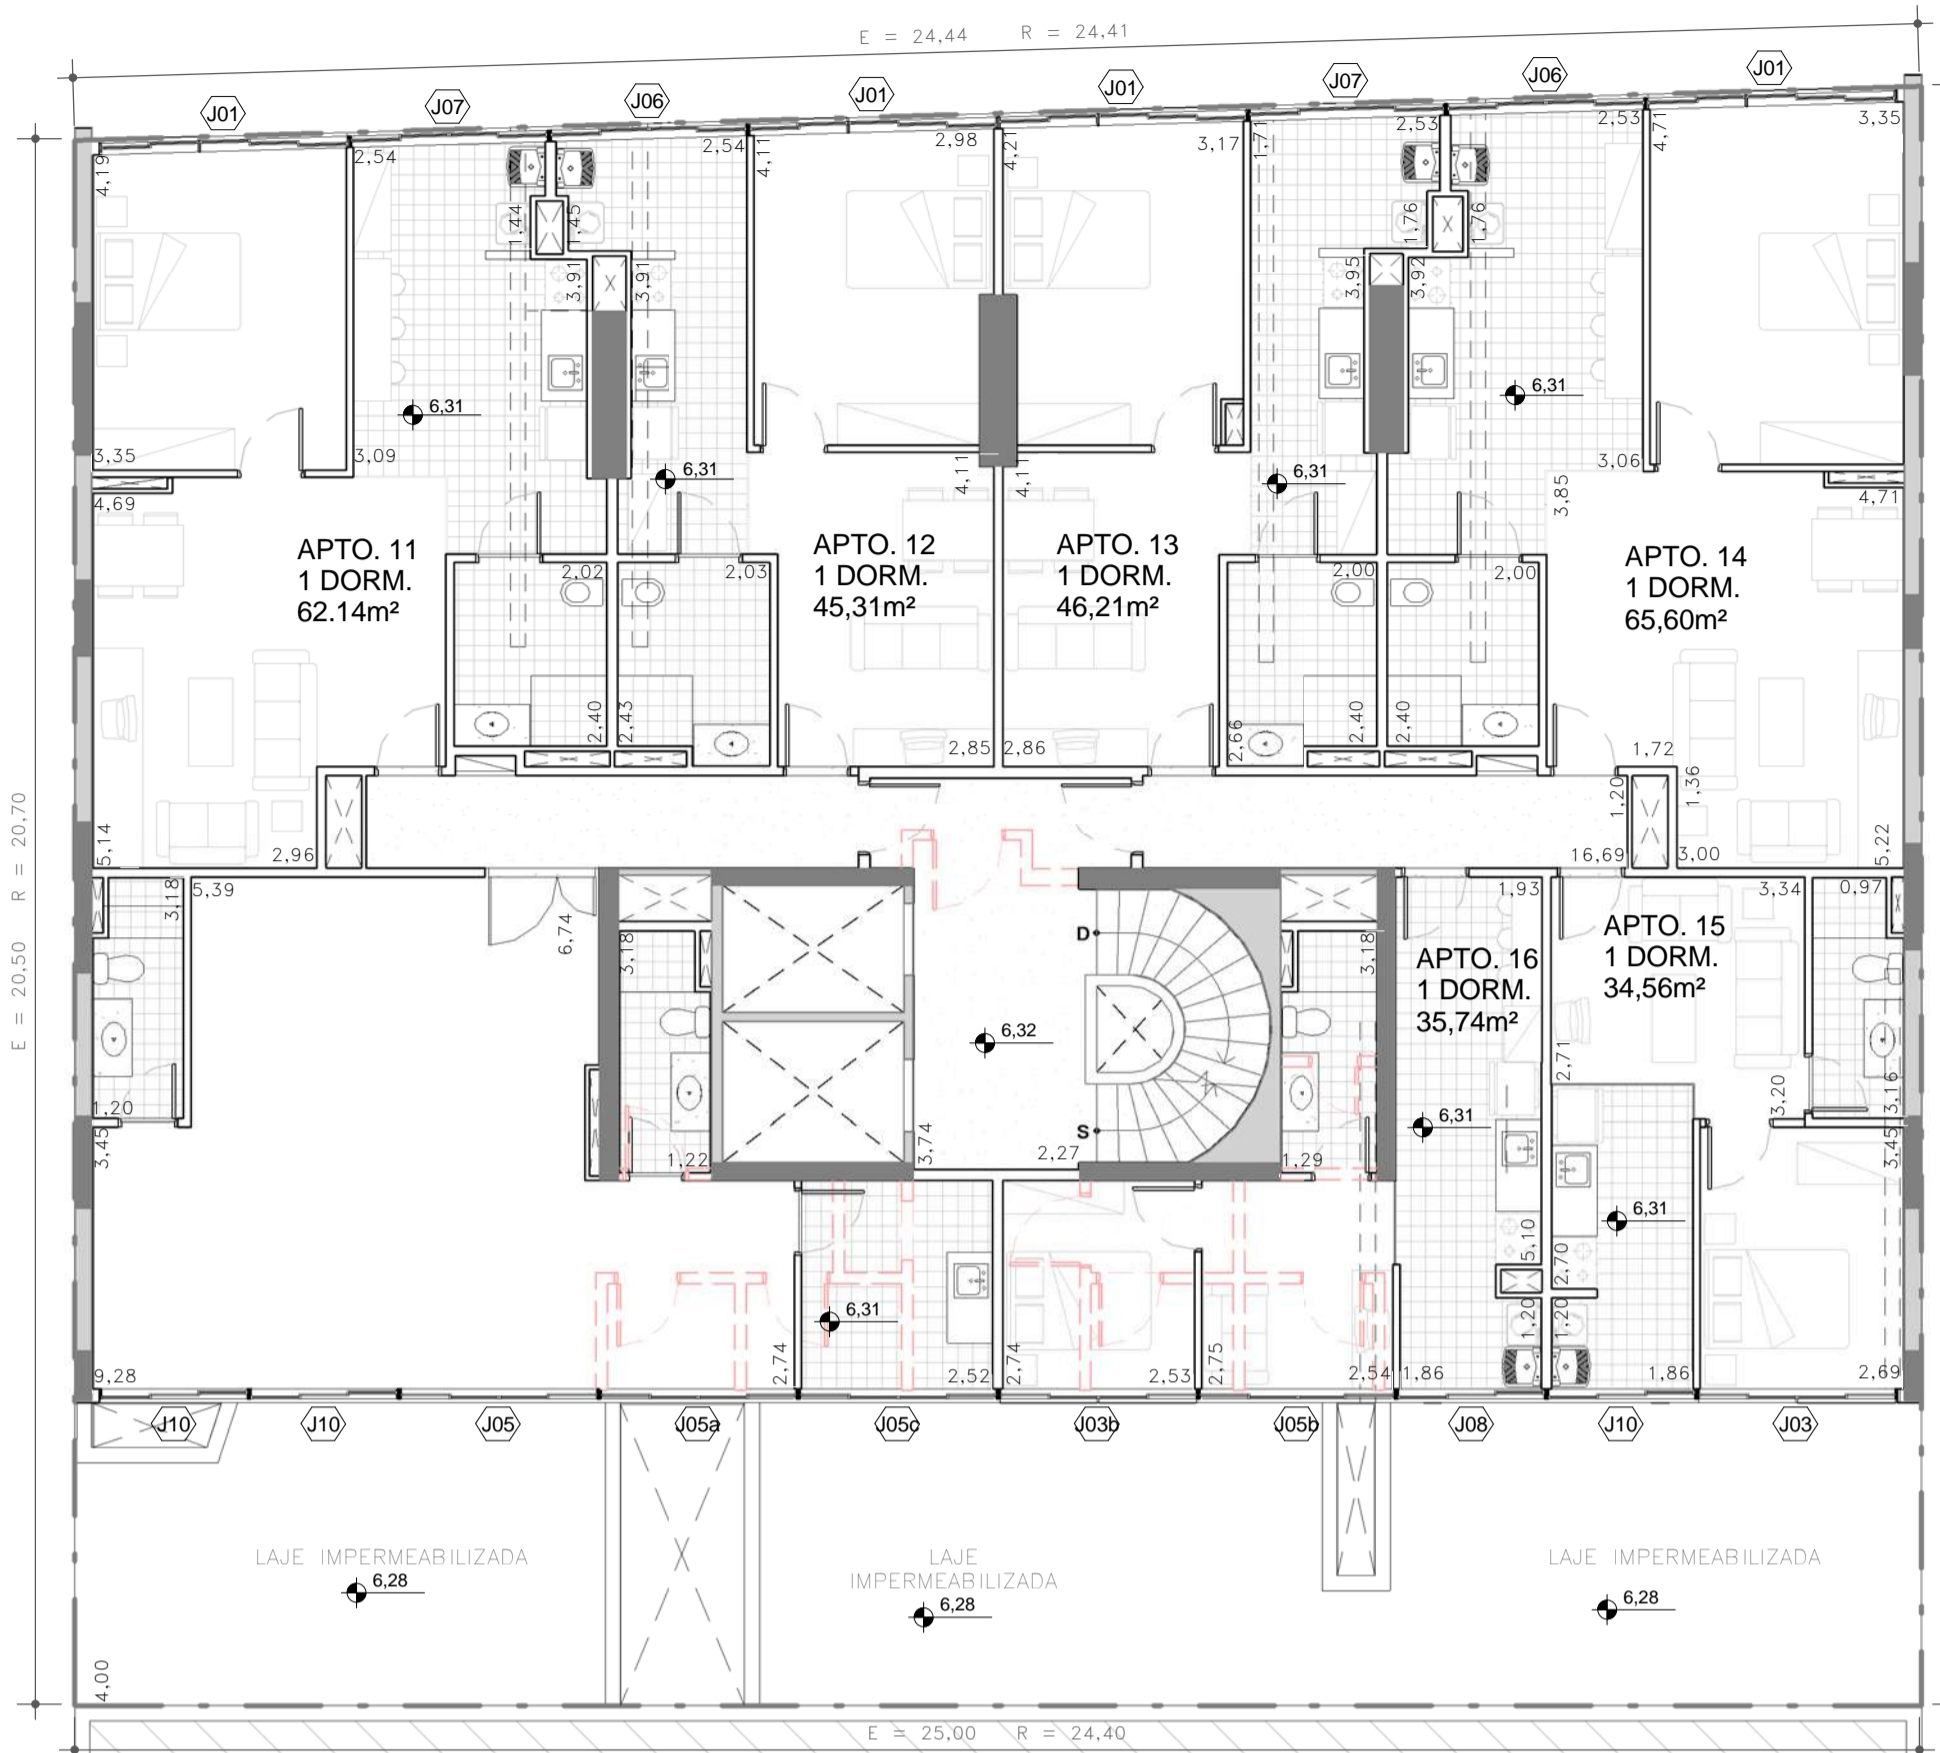 E = 24,44 R = 24,41
J01
J07
J06
J01
J01
J07
J06
J01
4,19
2,54
2,54
4,11
2,98
4,21
3,17
1,71
2,53
2,53
4,71
3,35
1,44
1,45
1,76
1,76
3,91
3,91
3,95
3,92
6,31
6,31
6,31
6,31
3,35
3,09
4,11
4,11
3,06
3,85
4,69
4,71
APTO. 11
1 DORM.
62.14m²
APTO. 12
1 DORM.
45,31m²
APTO. 13
1 DORM.
46,21m²
APTO. 14
1 DORM.
65,60m²
2,02
2,03
2,00
2,00
2,40
2,43
2,85
2,86
2,66
2,40
2,40
1,72
1,20
1,36
5,14
2,96
16,69
3,00
5,22
E = 20,50 R = 20,70
3,18
5,39
6,74
3,18
3,18
1,93
3,34
0,97
D
S
6,32
APTO. 16
1 DORM.
35,74m²
APTO. 15
1 DORM.
34,56m²
2,71
3,20
3,16
1,20
3,45
1,22
3,74
2,27
1,29
6,31
3,45
6,31
5,10
2,70
1,20
1,20
6,31
9,28
2,74
2,52
2,74
2,53
2,75
2,54
1,86
1,86
2,69
J10
J10
J05
J05a
J05c
J03b
J05b
J08
J10
J03
LAJE IMPERMEABILIZADA
6,28
LAJE
IMPERMEABILIZADA
6,28
LAJE IMPERMEABILIZADA
6,28
4,00
E = 25,00 R = 24,40